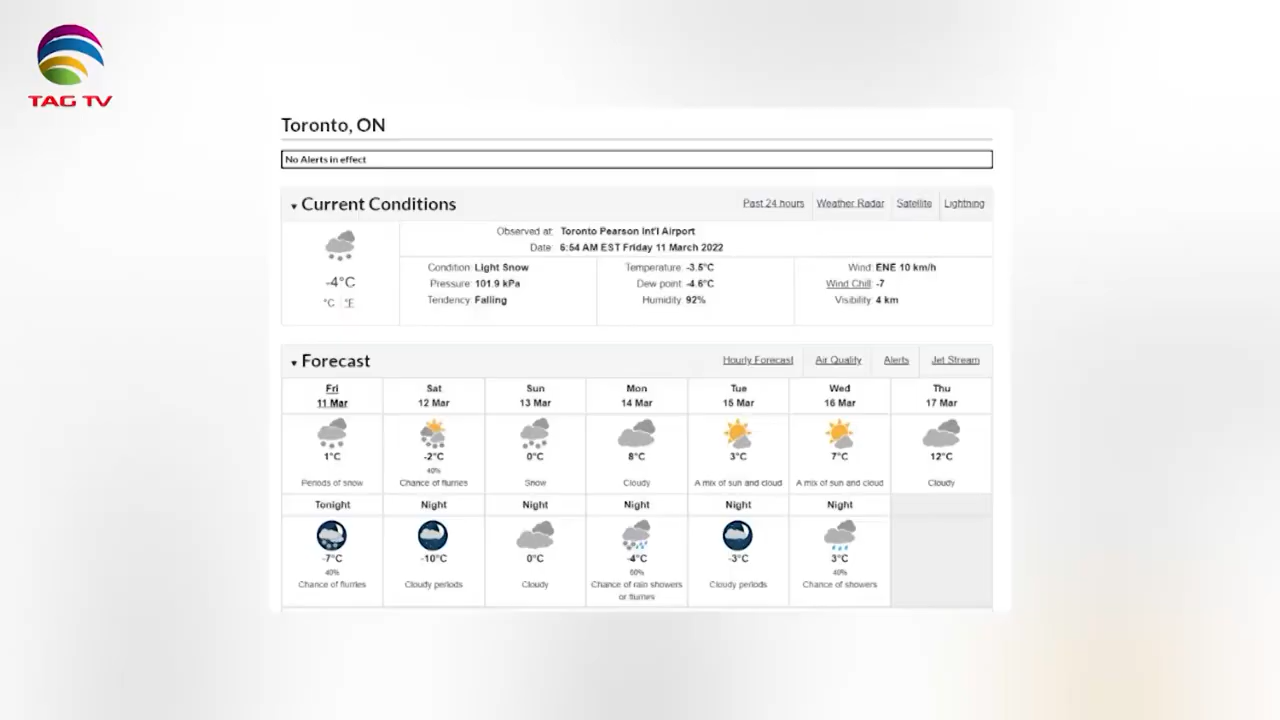 TAG TV
Toronto, ON
No Alerts in effect
Current Conditions
Past 24 hours Weather Radar Satellite Lightning
Observed at: Toronto Pearson Int'l Airport
Date: 6:54 AM EST Friday 11 March 2022
-4°C
°C °F
Condition: Light Snow
Pressure: 101.9 kPa
Tendency: Falling
Temperature: -3.5°C
Dew point: -4.6°C
Humidity: 92%
Wind: ENE 10 km/h
Wind Chill: -7
Visibility: 4 km
Forecast
Hourly Forecast Air Quality Alerts Jet Stream
Fri Sat Sun Mon Tue Wed Thu
11 Mar 12 Mar 13 Mar 14 Mar 15 Mar 16 Mar 17 Mar
1°C -2°C 0°C 8°C 3°C 7°C 12°C
40%
Periods of snow Chance of flurries Snow Cloudy A mix of sun and cloud A mix of sun and cloud Cloudy
Tonight Night Night Night Night Night
-7°C -10°C 0°C -4°C -3°C 3°C
40% 60% 40%
Chance of flurries Cloudy periods Cloudy Chance of rain showers Cloudy periods Chance of showers
or flurries